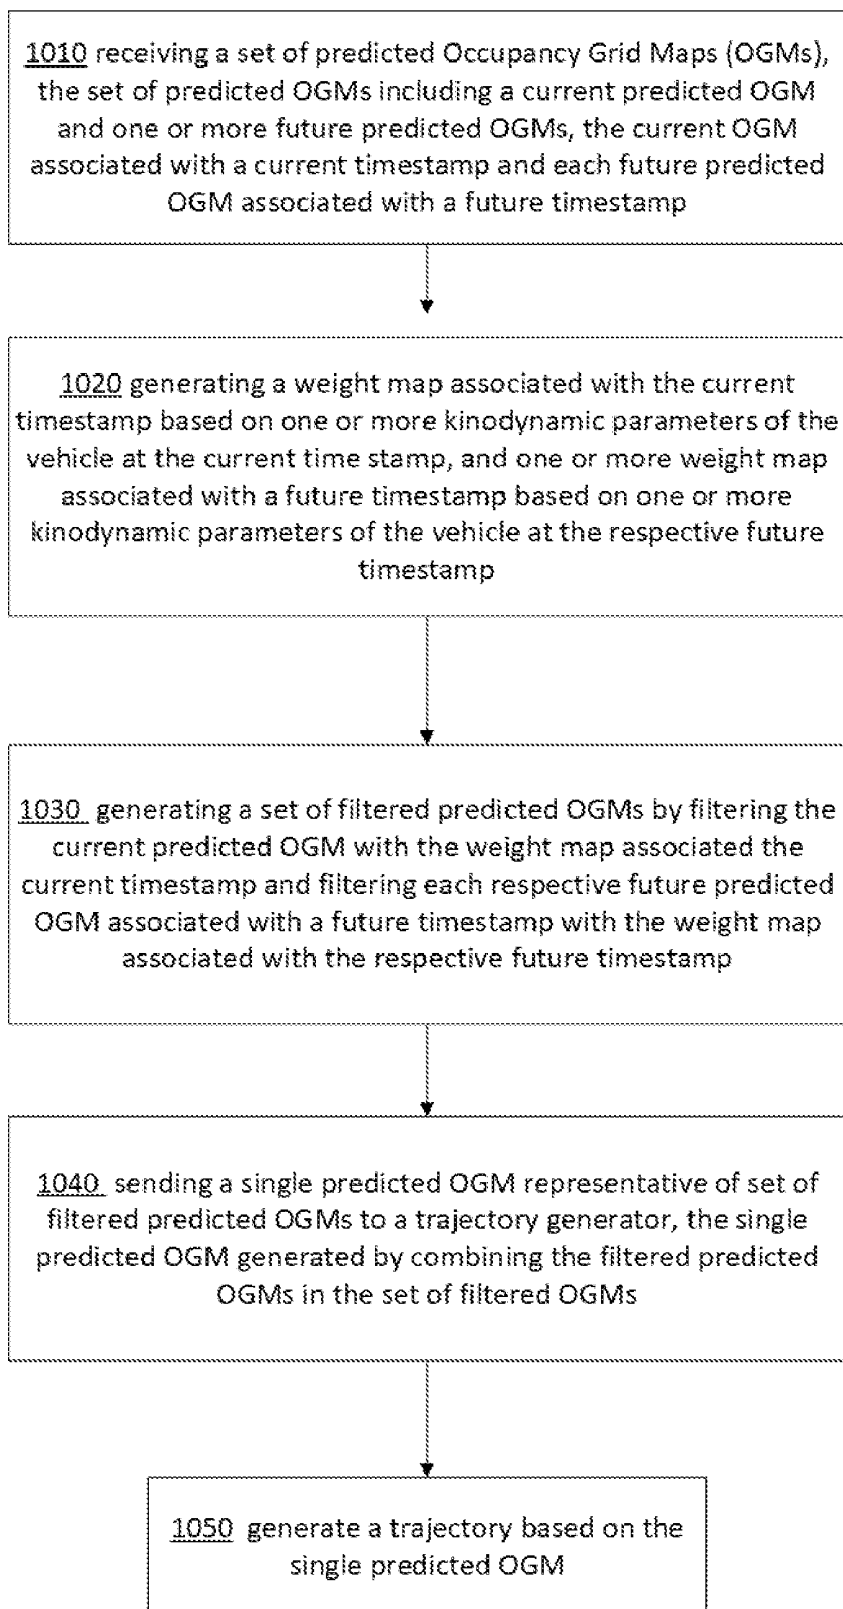 1010 receiving a set of predicted Occupancy Grid Maps (OGMs),
the set of predicted OGMs including a current predicted OGM
and one or more future predicted OGMs, the current OGM
associated with a current timestamp and each future predicted
OGM associated with a future timestamp
1020 generating a weight map associated with the current
timestamp based on one or more kinodynamic parameters of the
vehicle at the current time stamp, and one or more weight map
associated with a future timestamp based on one or more
kinodynamic parameters of the vehicle at the respective future
timestamp
1030 generating a set of filtered predicted OGMs by filtering the
current predicted OGM with the weight map associated the
current timestamp and filtering each respective future predicted
OGM associated with a future timestamp with the weight map
associated with the respective future timestamp
1040 sending a single predicted OGM representative of set of
filtered predicted OGMs to a trajectory generator, the single
predicted OGM generated by combining the filtered predicted
OGMs in the set of filtered OGMs
1050 generate a trajectory based on the
single predicted OGM